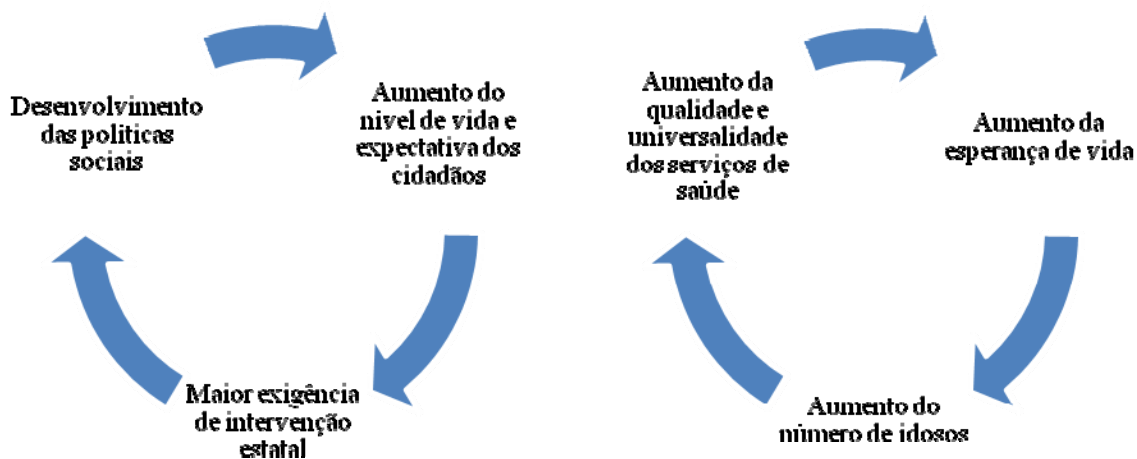 Desenvolvimento
das politicas
sociais
Aumento do
nivel de vida e
expectativa dos
cidadãos
Maior exigência
de intervenção
estatal
Aumento da
qualidade e
universalidade
dos serviços de
saúde
Aumento da
esperança de vida
Aumento do
número de idosos